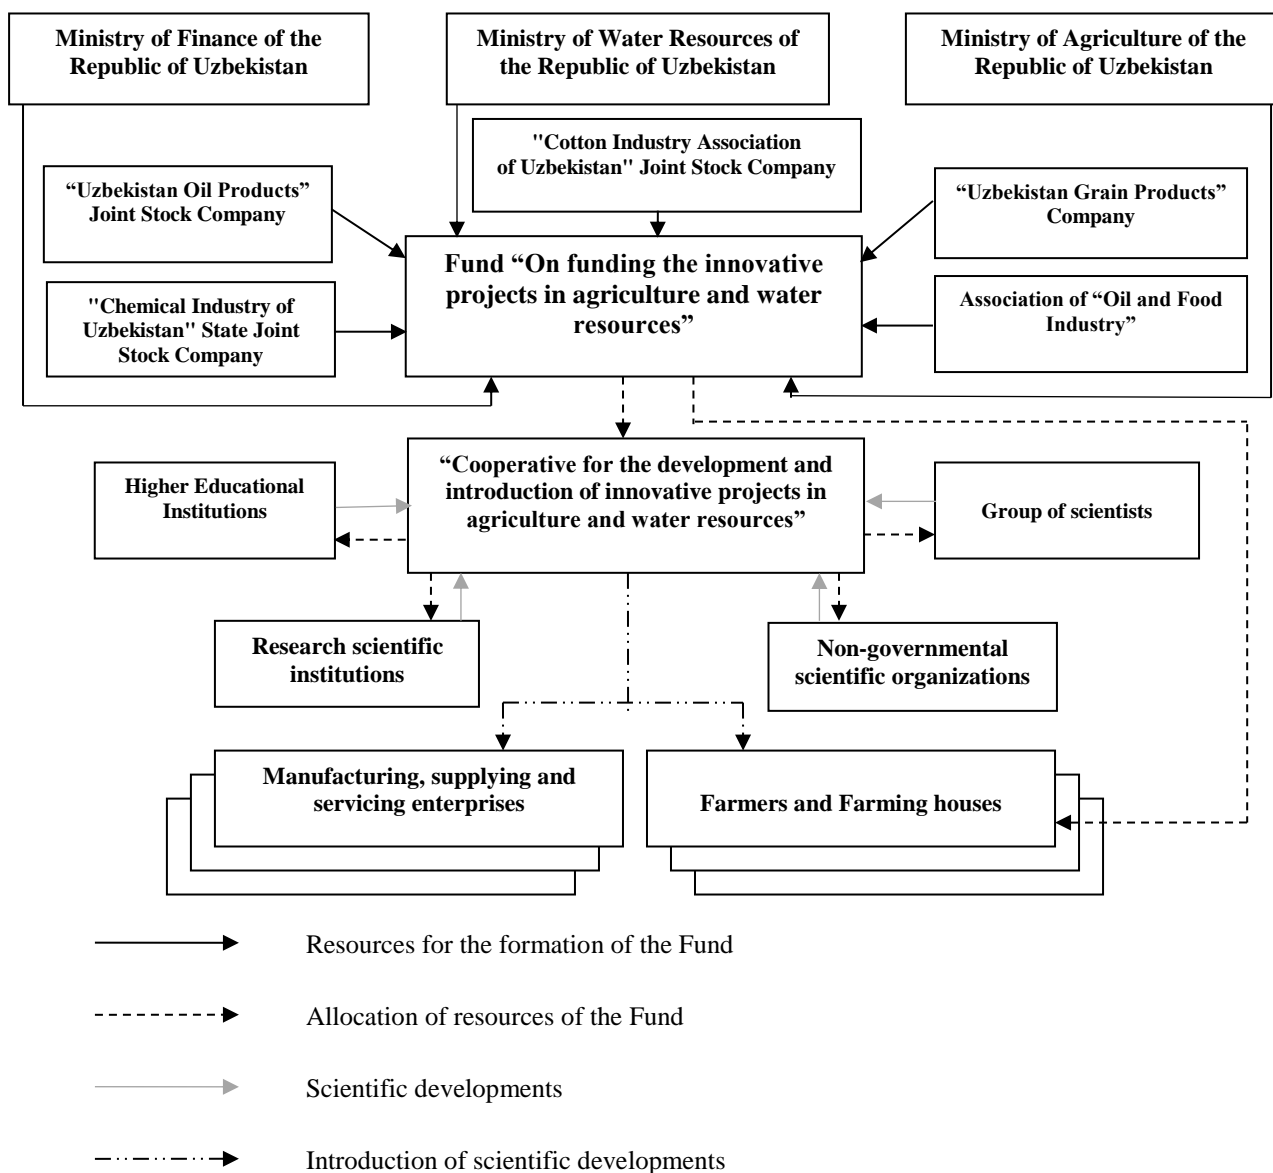 Ministry of Finance of the
Republic of Uzbekistan
Ministry of Water Resources of
the Republic of Uzbekistan
Ministry of Agriculture of the
Republic of Uzbekistan
"Cotton Industry Association
of Uzbekistan" Joint Stock Company
“Uzbekistan Oil Products”
Joint Stock Company
“Uzbekistan Grain Products”
Company
Fund “On funding the innovative
projects in agriculture and water
resources”
"Chemical Industry of
Uzbekistan" State Joint
Stock Company
Association of “Oil and Food
Industry”
“Cooperative for the development and
introduction of innovative projects in
agriculture and water resources”
Higher Educational
Institutions
Group of scientists
Research scientific
institutions
Non-governmental
scientific organizations
Manufacturing, supplying and
servicing enterprises
Farmers and Farming houses
Resources for the formation of the Fund
Allocation of resources of the Fund
Scientific developments
Introduction of scientific developments